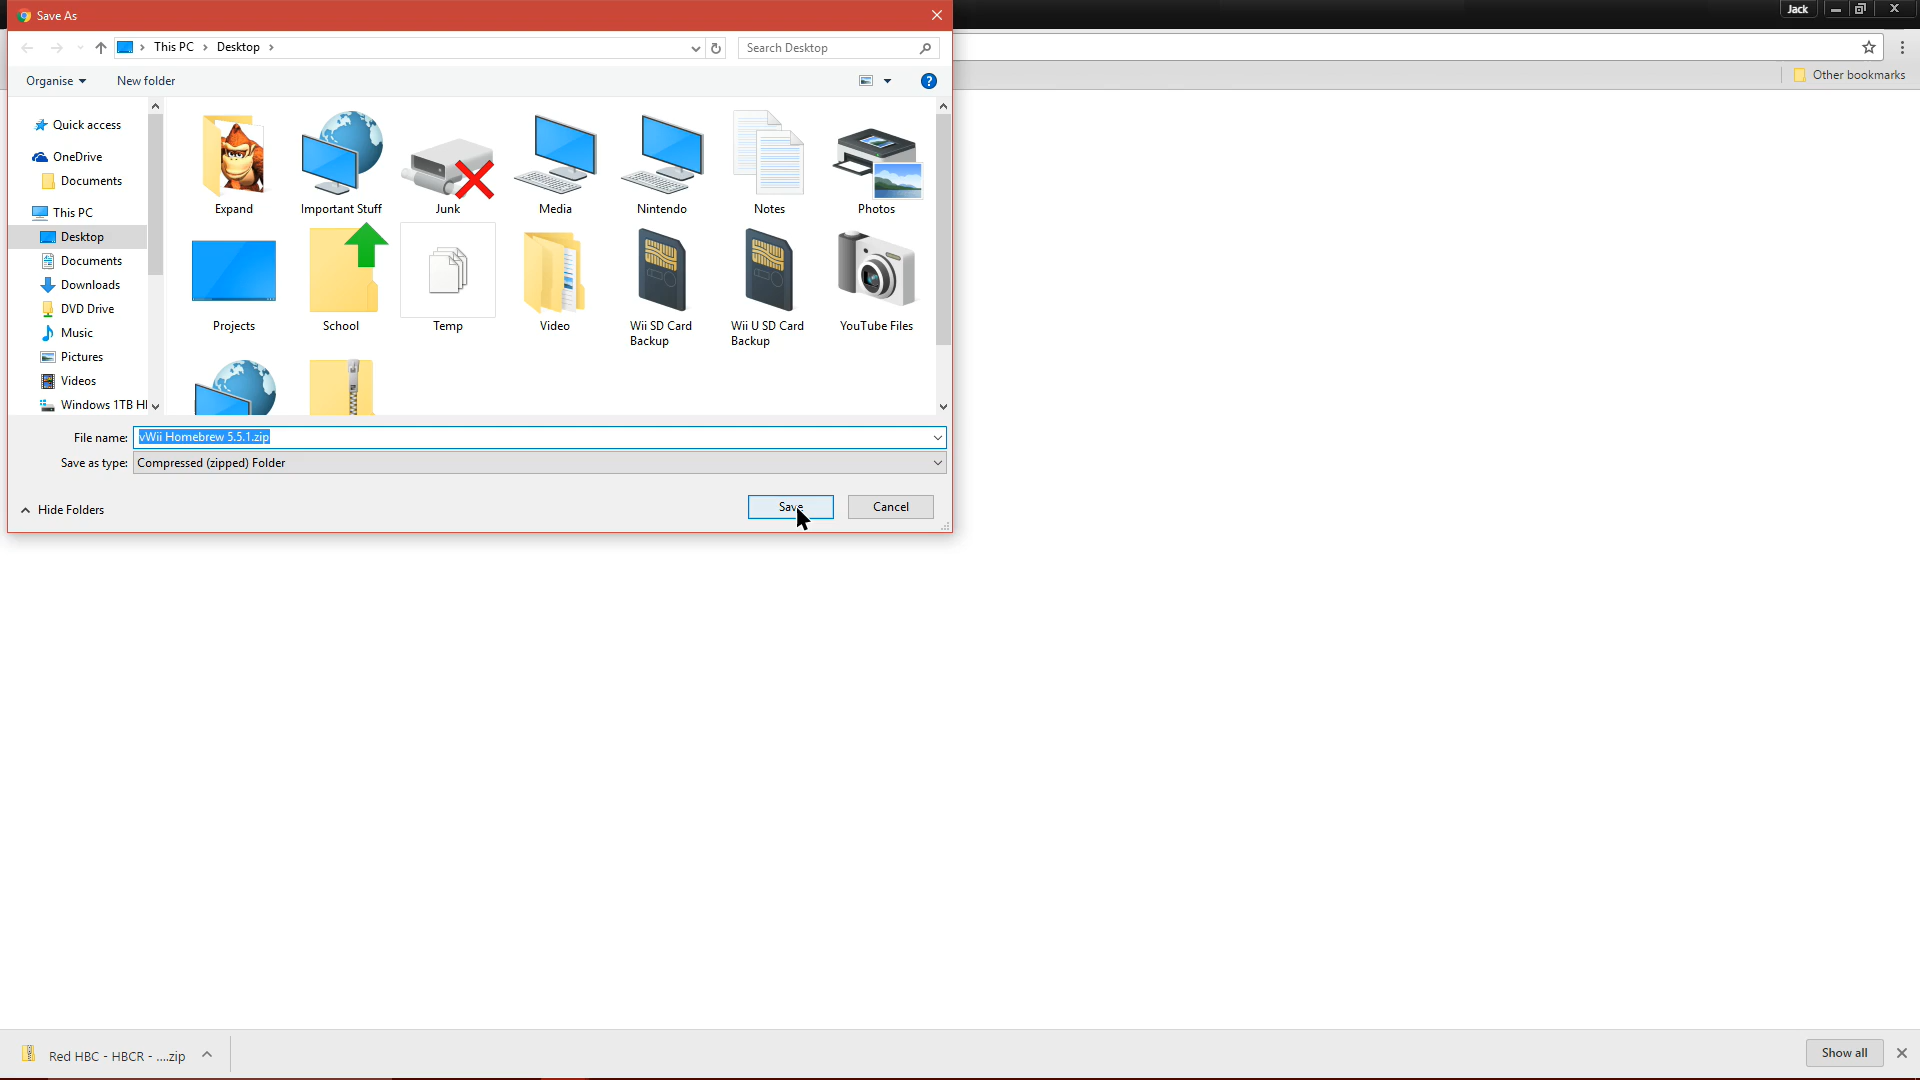 Save As
Jack
This PC
Desktop
Search Desktop
Other bookmarks
Organise
New folder
Quick access
OneDrive
Documents
This PC
Desktop
Documents
Downloads
DVD Drive
Music
Pictures
Videos
Windows 1TB H
Expand
Important Stuff
Junk
Media
Nintendo
Notes
Photos
Projects
School
Temp
Video
Wii SD Card
Backup
Wii U SD Card
Backup
YouTube Files
File name: vWii Homebrew 5.5.1.zip
Save as type: Compressed (zipped) Folder
Hide Folders
Save
Cancel
Red HBC - HBCR - ....zip
Show all